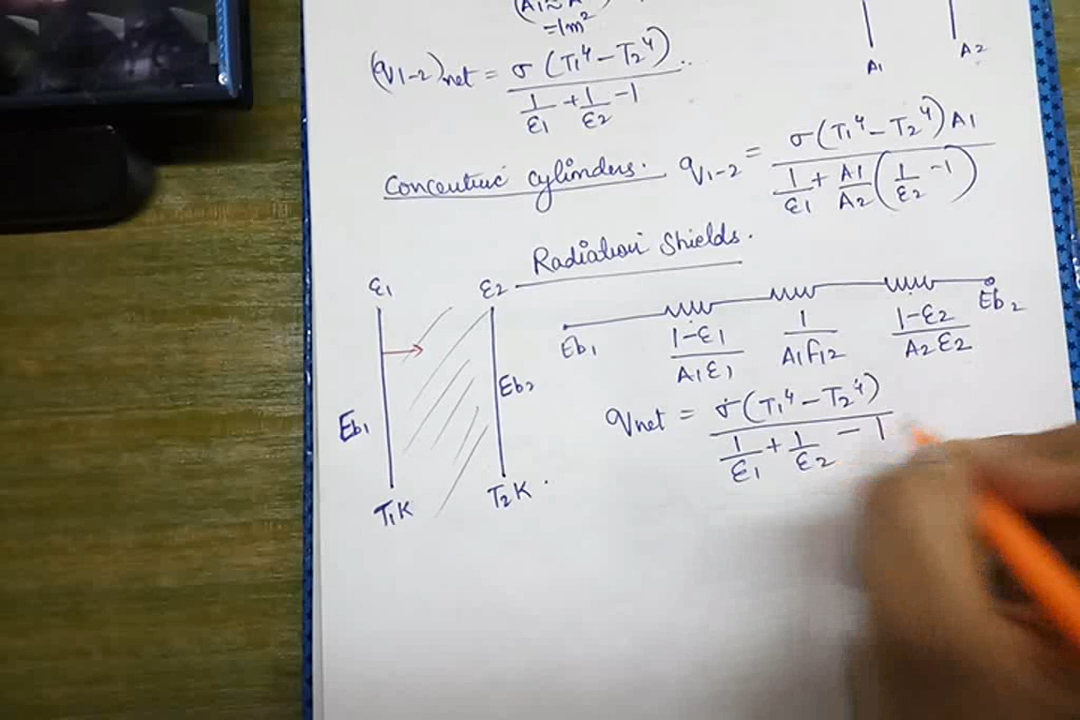 (A1 ≈ A
= 1m²
A1 A2
(q1-2)net = σ (T1⁴ − T2⁴) / (1/ε1 + 1/ε2 − 1)
Concentric cylinders. q1-2 = σ(T1⁴ − T2⁴)A1 / (1/ε1 + A1/A2 (1/ε2 − 1))
Radiation Shields.
ε1 ε2
Eb1 (1−ε1)/(A1ε1) 1/(A1F12) (1−ε2)/(A2ε2) Eb2
Eb1 Eb2
qnet = σ(T1⁴ − T2⁴) / (1/ε1 + 1/ε2 − 1)
T1K T2K.